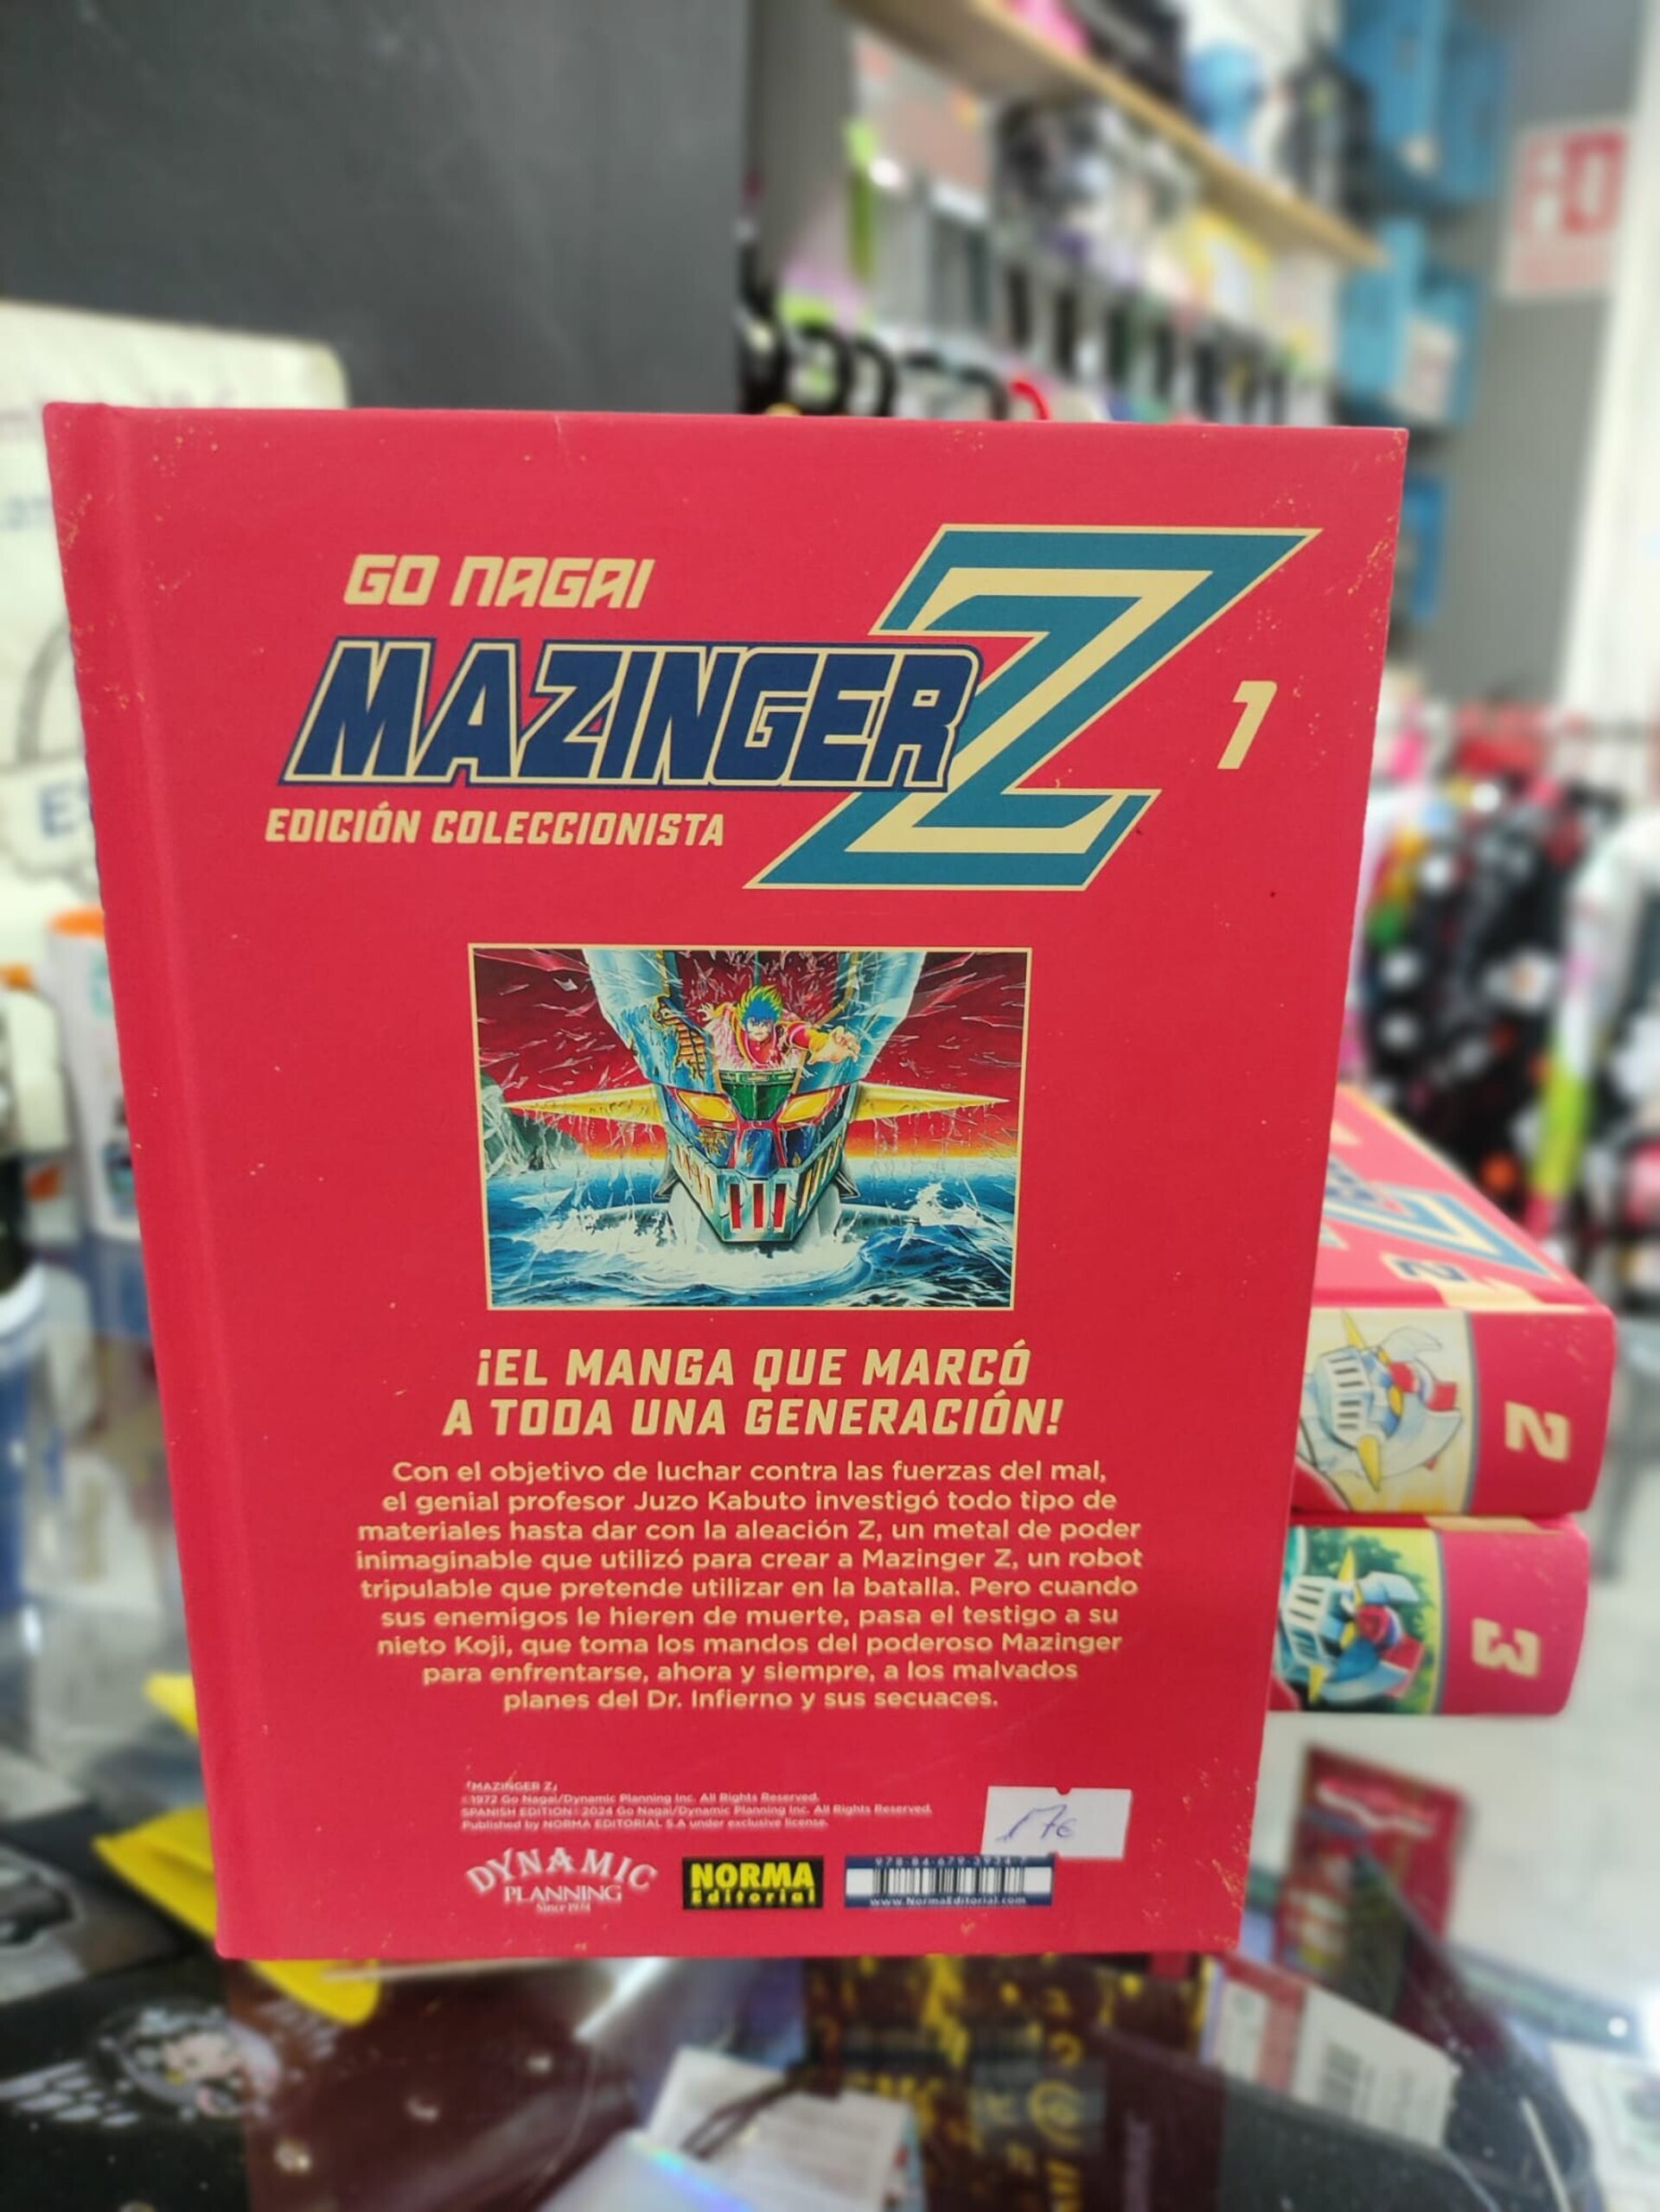 GO NAGAI
MAZINGER Z 1
EDICIÓN COLECCIONISTA
¡EL MANGA QUE MARCÓ
A TODA UNA GENERACIÓN!
Con el objetivo de luchar contra las fuerzas del mal,
el genial profesor Juzo Kabuto investigó todo tipo de
materiales hasta dar con la aleación Z, un metal de poder
inimaginable que utilizó para crear a Mazinger Z, un robot
tripulable que pretende utilizar en la batalla. Pero cuando
sus enemigos le hieren de muerte, pasa el testigo a su
nieto Koji, que toma los mandos del poderoso Mazinger
para enfrentarse, ahora y siempre, a los malvados
planes del Dr. Infierno y sus secuaces.
「MAZINGER Z」
©1972 Go Nagai/Dynamic Planning Inc. All Rights Reserved.
SPANISH EDITION: 2024 Go Nagai/Dynamic Planning Inc. All Rights Reserved.
Published by NORMA EDITORIAL S.A under exclusive license.
17€
DYNAMIC
PLANNING
Since 1974
NORMA
Editorial
www.NormaEditorial.com
Z
2
2
3